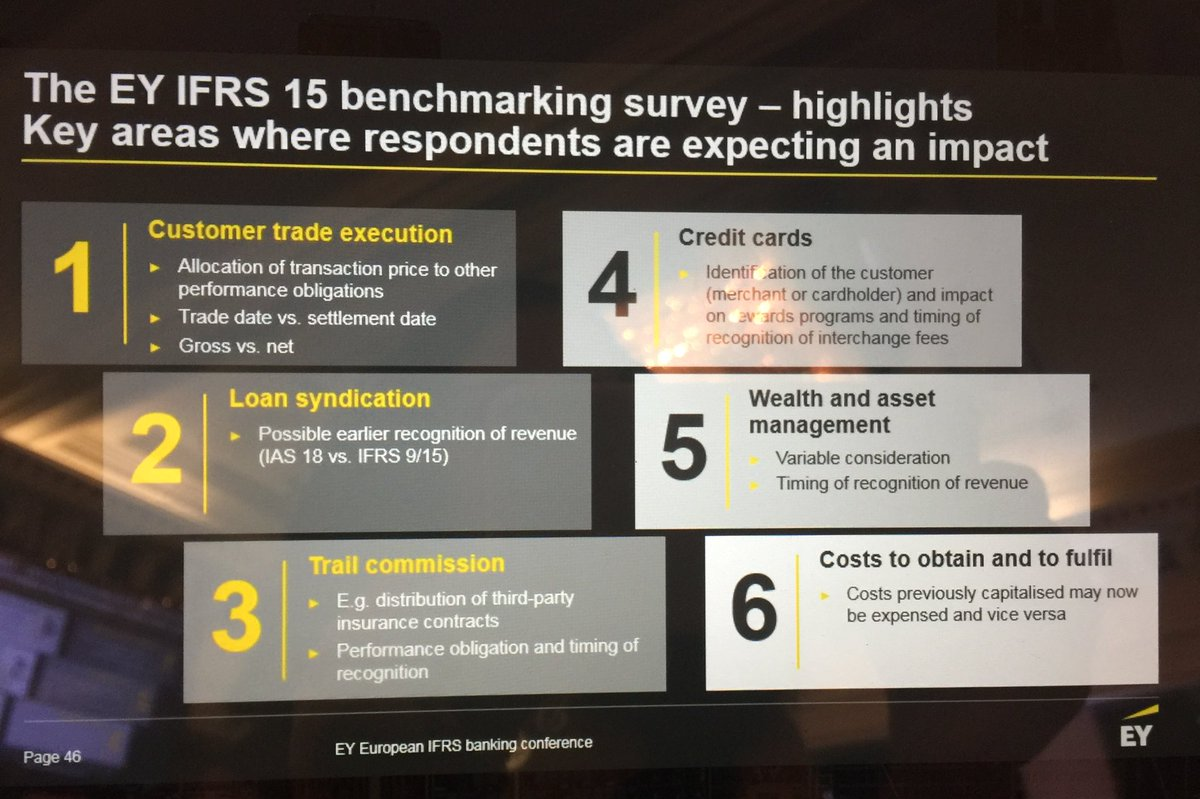 The EY IFRS 15 benchmarking survey – highlights
Key areas where respondents are expecting an impact
1
Customer trade execution
► Allocation of transaction price to other
performance obligations
► Trade date vs. settlement date
► Gross vs. net
2
Loan syndication
► Possible earlier recognition of revenue
(IAS 18 vs. IFRS 9/15)
3
Trail commission
► E.g. distribution of third-party
insurance contracts
► Performance obligation and timing of
recognition
4
Credit cards
► Identification of the customer
(merchant or cardholder) and impact
on rewards programs and timing of
recognition of interchange fees
5
Wealth and asset
management
► Variable consideration
► Timing of recognition of revenue
6
Costs to obtain and to fulfil
► Costs previously capitalised may now
be expensed and vice versa
Page 46
EY European IFRS banking conference
EY